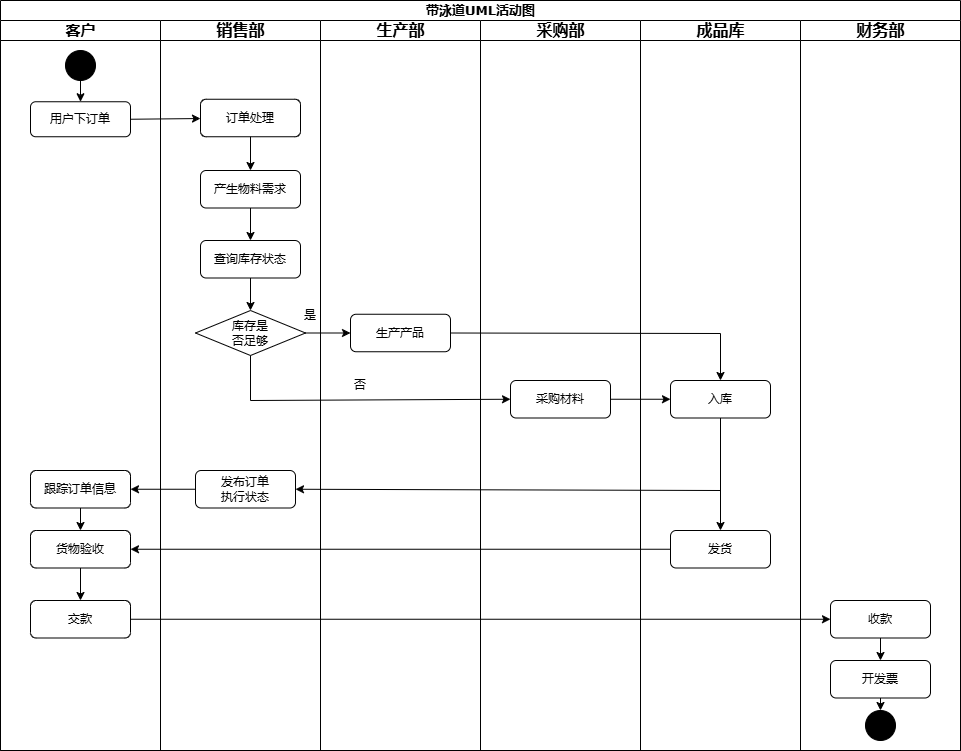 带泳道UML活动图
客户
销售部
生产部
采购部
成品库
财务部
用户下订单
订单处理
产生物料需求
查询库存状态
库存是
否足够
是
生产产品
否
采购材料
入库
跟踪订单信息
发布订单
执行状态
货物验收
发货
交款
收款
开发票